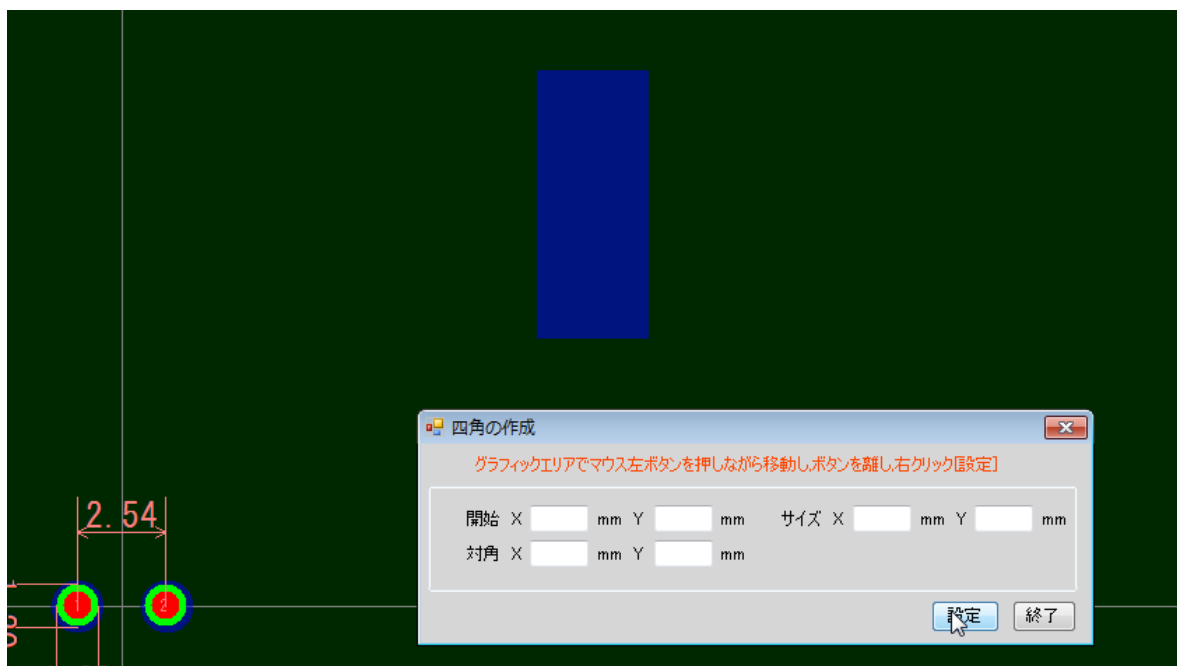 四角の作成
グラフィックエリアでマウス左ボタンを押しながら移動し,ボタンを離し,右クリック[設定]
開始 X mm Y mm サイズ X mm Y mm
対角 X mm Y mm
2.54
1 2
設定 終了